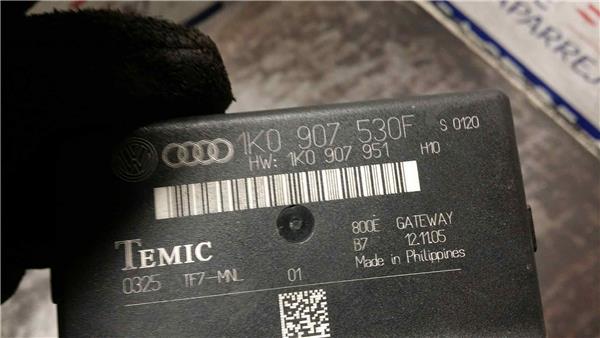 APARREJ
1K0 907 530F S 0120
HW: 1K0 907 951 H10
800E GATEWAY
B7 12.11.05
TEMIC Made in Philippines
0325 TF7-MNL 01